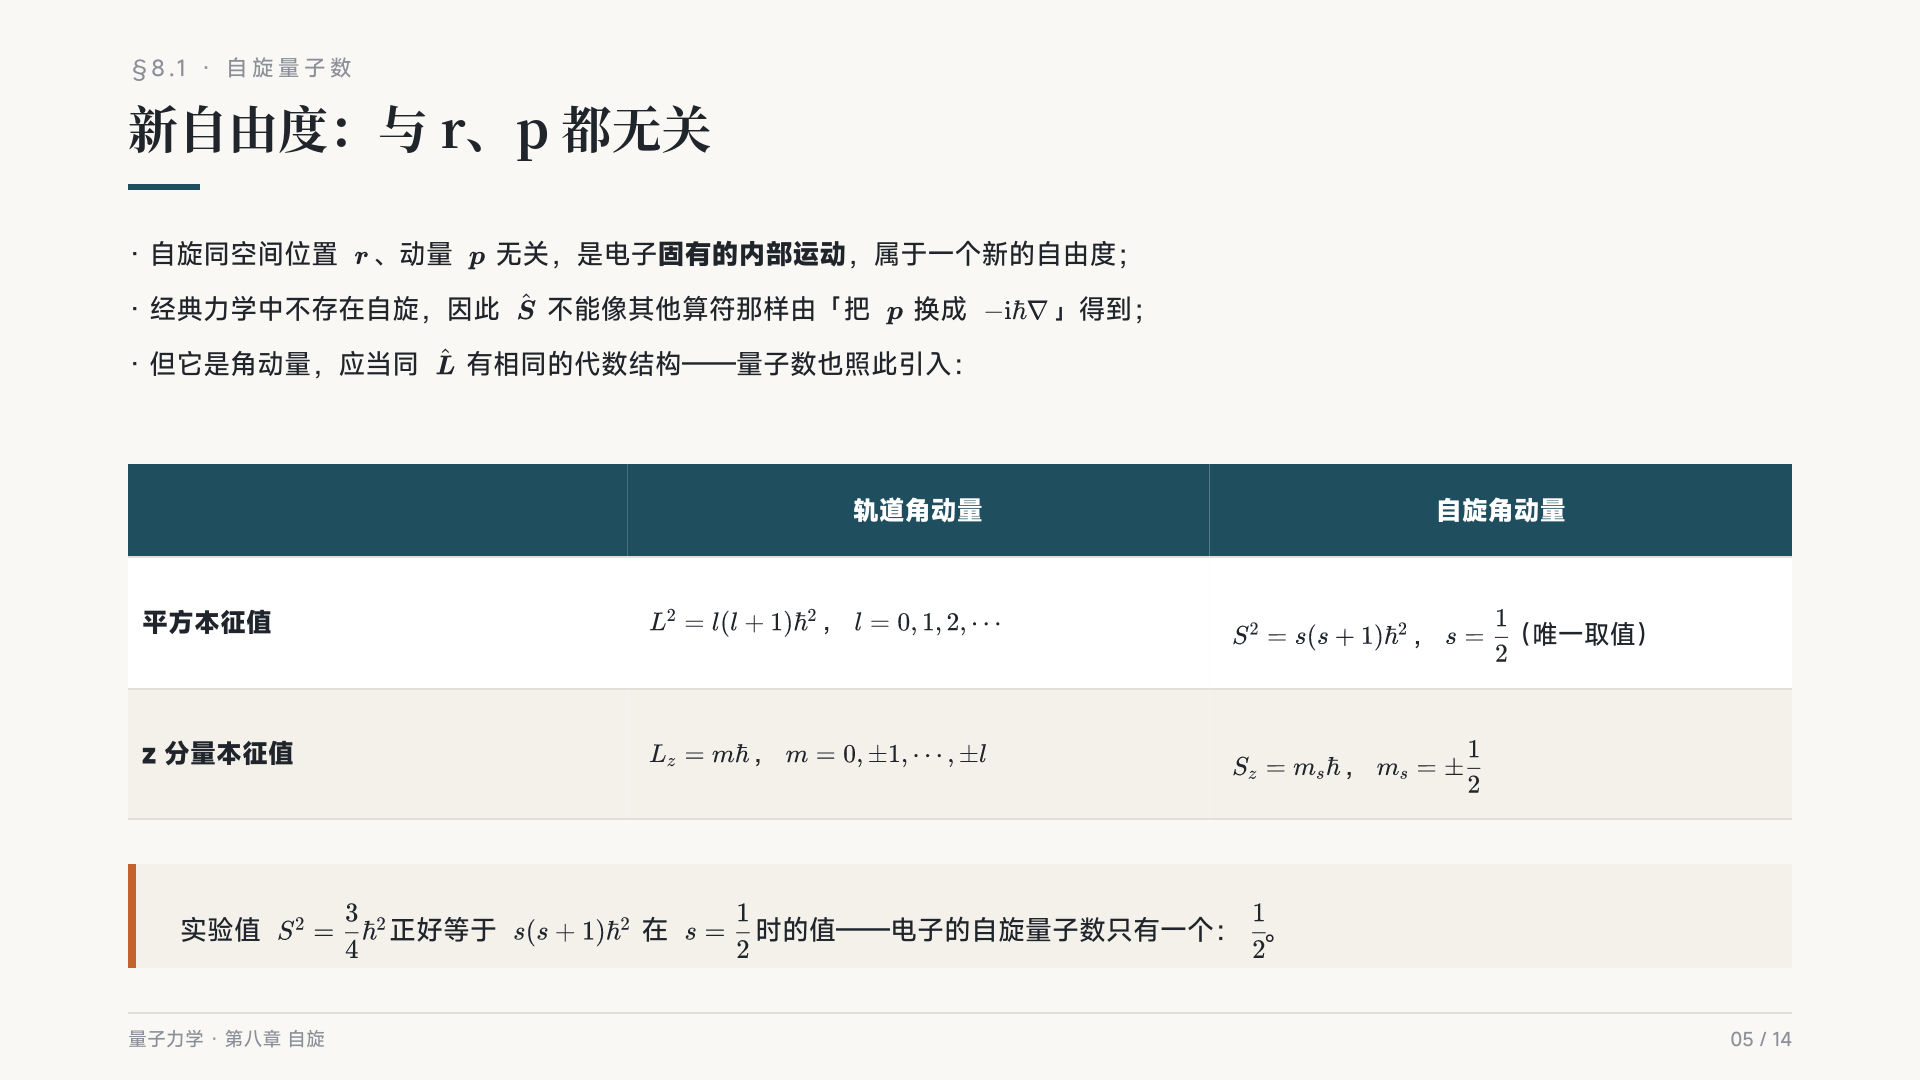 §8.1 · 自旋量子数
新自由度：与 r、p 都无关
· 自旋同空间位置 r、动量 p 无关，是电子固有的内部运动，属于一个新的自由度；
· 经典力学中不存在自旋，因此 Ŝ 不能像其他算符那样由「把 p 换成 −iħ∇」得到；
· 但它是角动量，应当同 L̂ 有相同的代数结构——量子数也照此引入：
轨道角动量 自旋角动量
平方本征值 L² = l(l + 1)ħ²， l = 0, 1, 2, ⋯ S² = s(s + 1)ħ²， s = 1/2（唯一取值）
z 分量本征值 L_z = mħ， m = 0, ±1, ⋯, ±l S_z = m_sħ， m_s = ±1/2
实验值 S² = 3/4 ħ² 正好等于 s(s + 1)ħ² 在 s = 1/2 时的值——电子的自旋量子数只有一个： 1/2。
量子力学 · 第八章 自旋
05 / 14